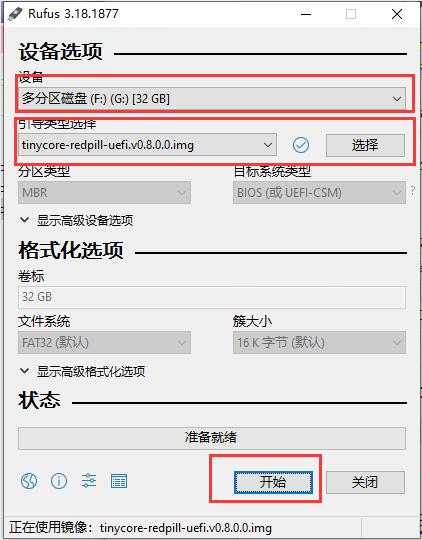 Rufus 3.18.1877
设备选项
设备
多分区磁盘 (F:) (G:) [32 GB]
引导类型选择
tinycore-redpill-uefi.v0.8.0.0.img
选择
分区类型
目标系统类型
MBR
BIOS (或 UEFI-CSM)
?
显示高级设备选项
格式化选项
卷标
32 GB
文件系统
簇大小
FAT32 (默认)
16 K 字节 (默认)
显示高级格式化选项
状态
准备就绪
开始
关闭
正在使用镜像：tinycore-redpill-uefi.v0.8.0.0.img